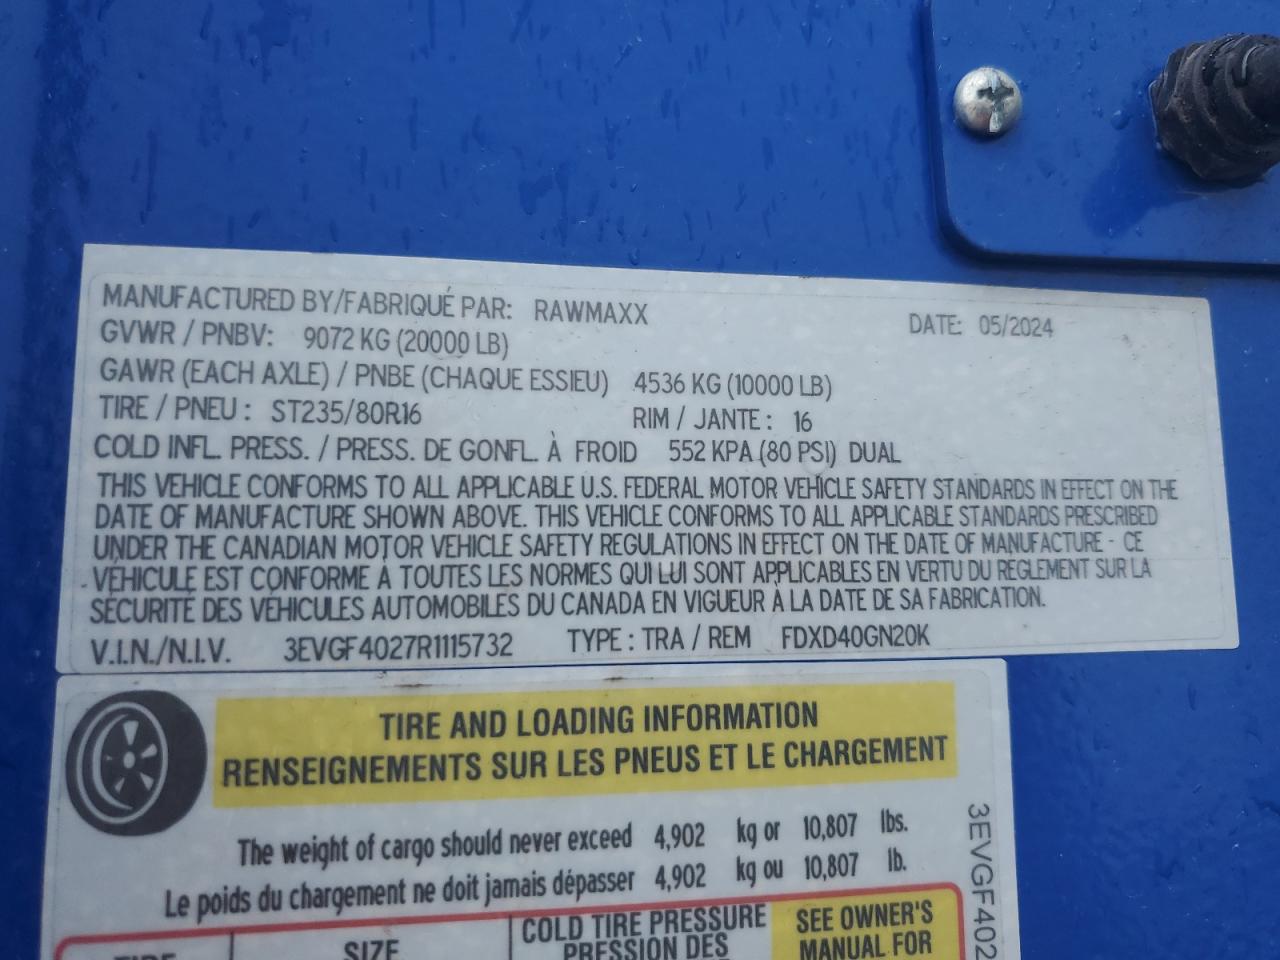 MANUFACTURED BY/FABRIQUÉ PAR: RAWMAXX DATE: 05/2024
GVWR / PNBV: 9072 KG (20000 LB)
GAWR (EACH AXLE) / PNBE (CHAQUE ESSIEU) 4536 KG (10000 LB)
TIRE / PNEU : ST235/80R16 RIM / JANTE : 16
COLD INFL. PRESS. / PRESS. DE GONFL. À FROID 552 KPA (80 PSI) DUAL
THIS VEHICLE CONFORMS TO ALL APPLICABLE U.S. FEDERAL MOTOR VEHICLE SAFETY STANDARDS IN EFFECT ON THE
DATE OF MANUFACTURE SHOWN ABOVE. THIS VEHICLE CONFORMS TO ALL APPLICABLE STANDARDS PRESCRIBED
UNDER THE CANADIAN MOTOR VEHICLE SAFETY REGULATIONS IN EFFECT ON THE DATE OF MANUFACTURE - CE
VÉHICULE EST CONFORME À TOUTES LES NORMES QUI LUI SONT APPLICABLES EN VERTU DU RÈGLEMENT SUR LA
SÉCURITÉ DES VÉHICULES AUTOMOBILES DU CANADA EN VIGUEUR À LA DATE DE SA FABRICATION.
V.I.N./N.I.V. 3EVGF4027R1115732 TYPE : TRA / REM FDXD40GN20K
TIRE AND LOADING INFORMATION
RENSEIGNEMENTS SUR LES PNEUS ET LE CHARGEMENT
The weight of cargo should never exceed 4,902 kg or 10,807 lbs.
Le poids du chargement ne doit jamais dépasser 4,902 kg ou 10,807 lb.
3EVGF402
TIRE SIZE COLD TIRE PRESSURE
PRESSION DES
SEE OWNER'S
MANUAL FOR